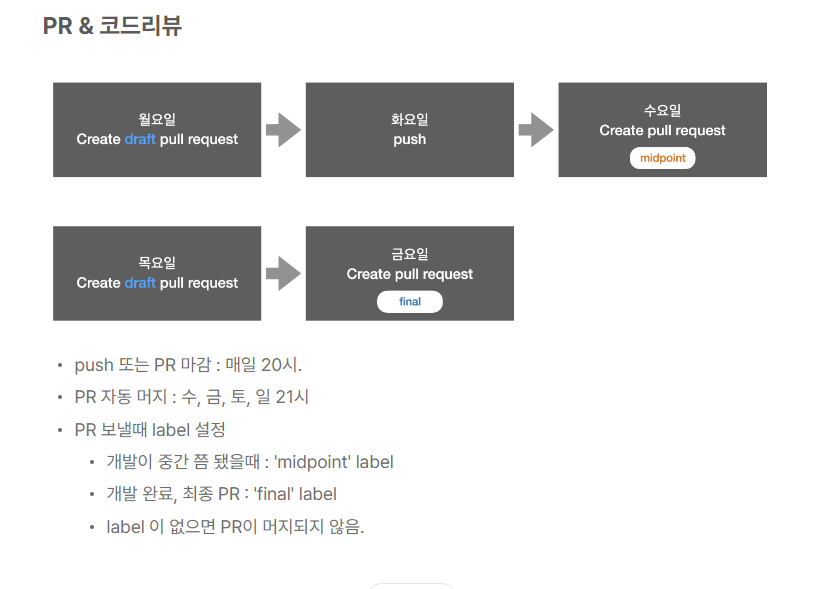 PR & 코드리뷰
월요일
Create draft pull request
화요일
push
수요일
Create pull request
midpoint
목요일
Create draft pull request
금요일
Create pull request
final
• push 또는 PR 마감 : 매일 20시.
• PR 자동 머지 : 수, 금, 토, 일 21시
• PR 보낼때 label 설정
• 개발이 중간 쯤 됐을때 : 'midpoint' label
• 개발 완료, 최종 PR : 'final' label
• label 이 없으면 PR이 머지되지 않음.